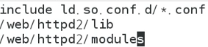 include ld.so.conf.d/*.conf
/web/httpd2/lib
/web/httpd2/modules